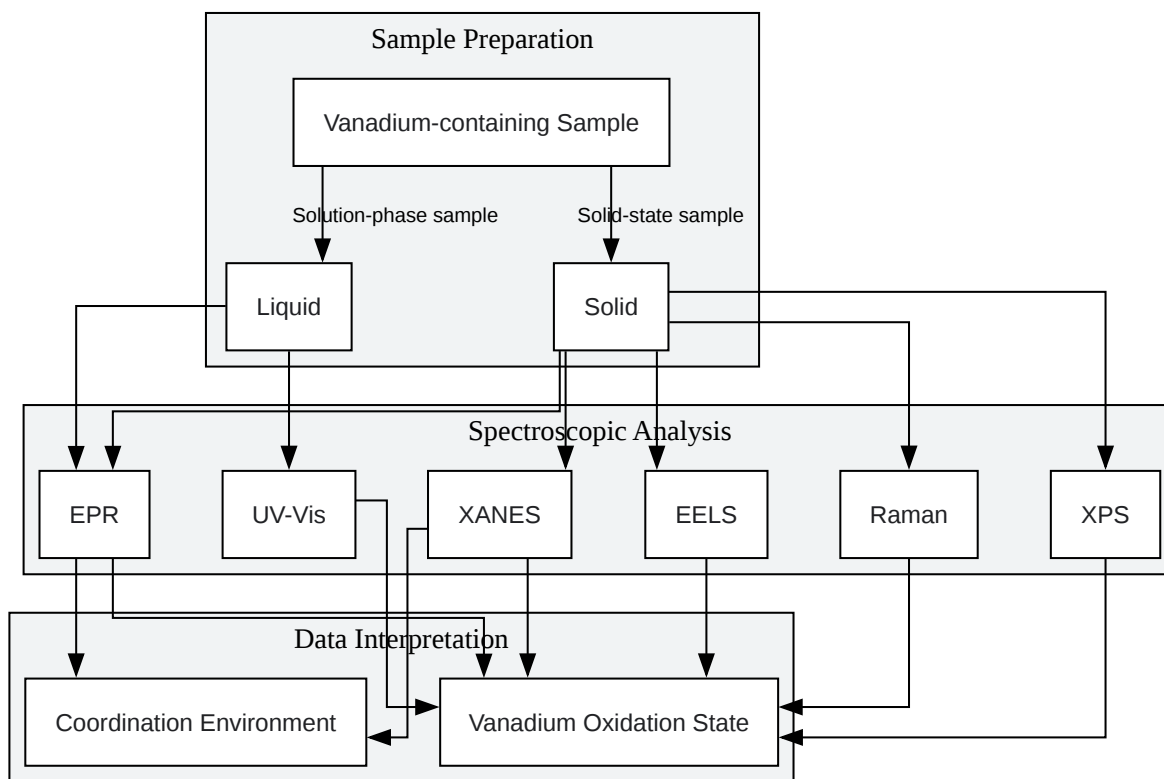 Sample Preparation
Vanadium-containing Sample
Solution-phase sample
Solid-state sample
Liquid
Solid
Spectroscopic Analysis
EPR
UV-Vis
XANES
EELS
Raman
XPS
Data Interpretation
Coordination Environment
Vanadium Oxidation State